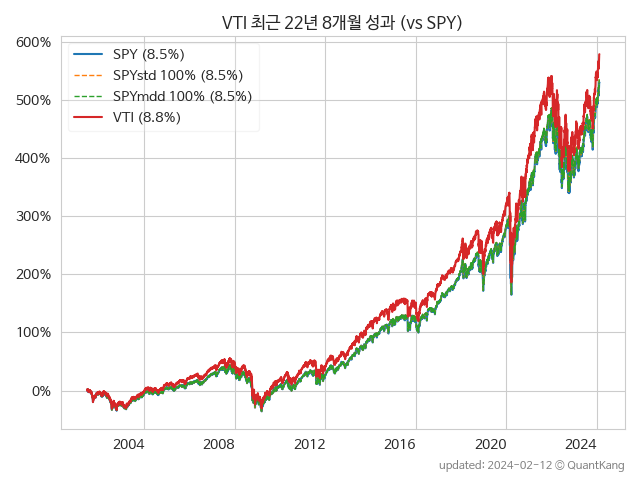 VTI 최근 22년 8개월 성과 (vs SPY)
600%
500%
400%
300%
200%
100%
0%
SPY (8.5%)
SPYstd 100% (8.5%)
SPYmdd 100% (8.5%)
VTI (8.8%)
2004 2008 2012 2016 2020 2024
updated: 2024-02-12 © QuantKang